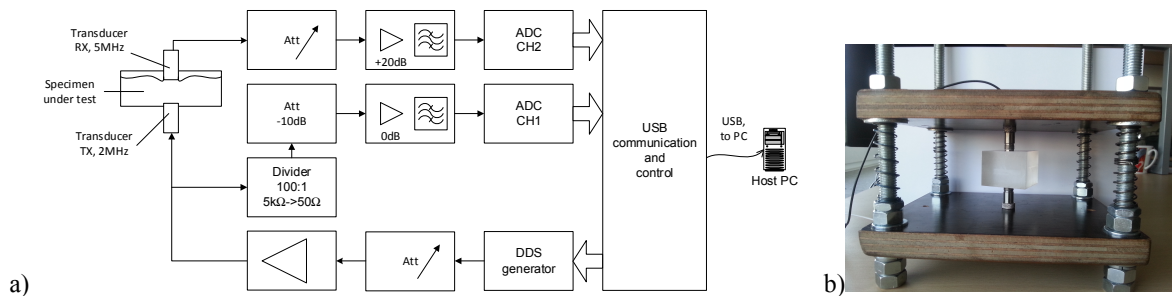 Transducer
RX, 5MHz
Specimen
under test
Transducer
TX, 2MHz
Att
+20dB
ADC
CH2
Att
-10dB
0dB
ADC
CH1
Divider
100:1
5kΩ->50Ω
Att
DDS
generator
USB
communication
and
control
USB,
to PC
Host PC
a)
b)